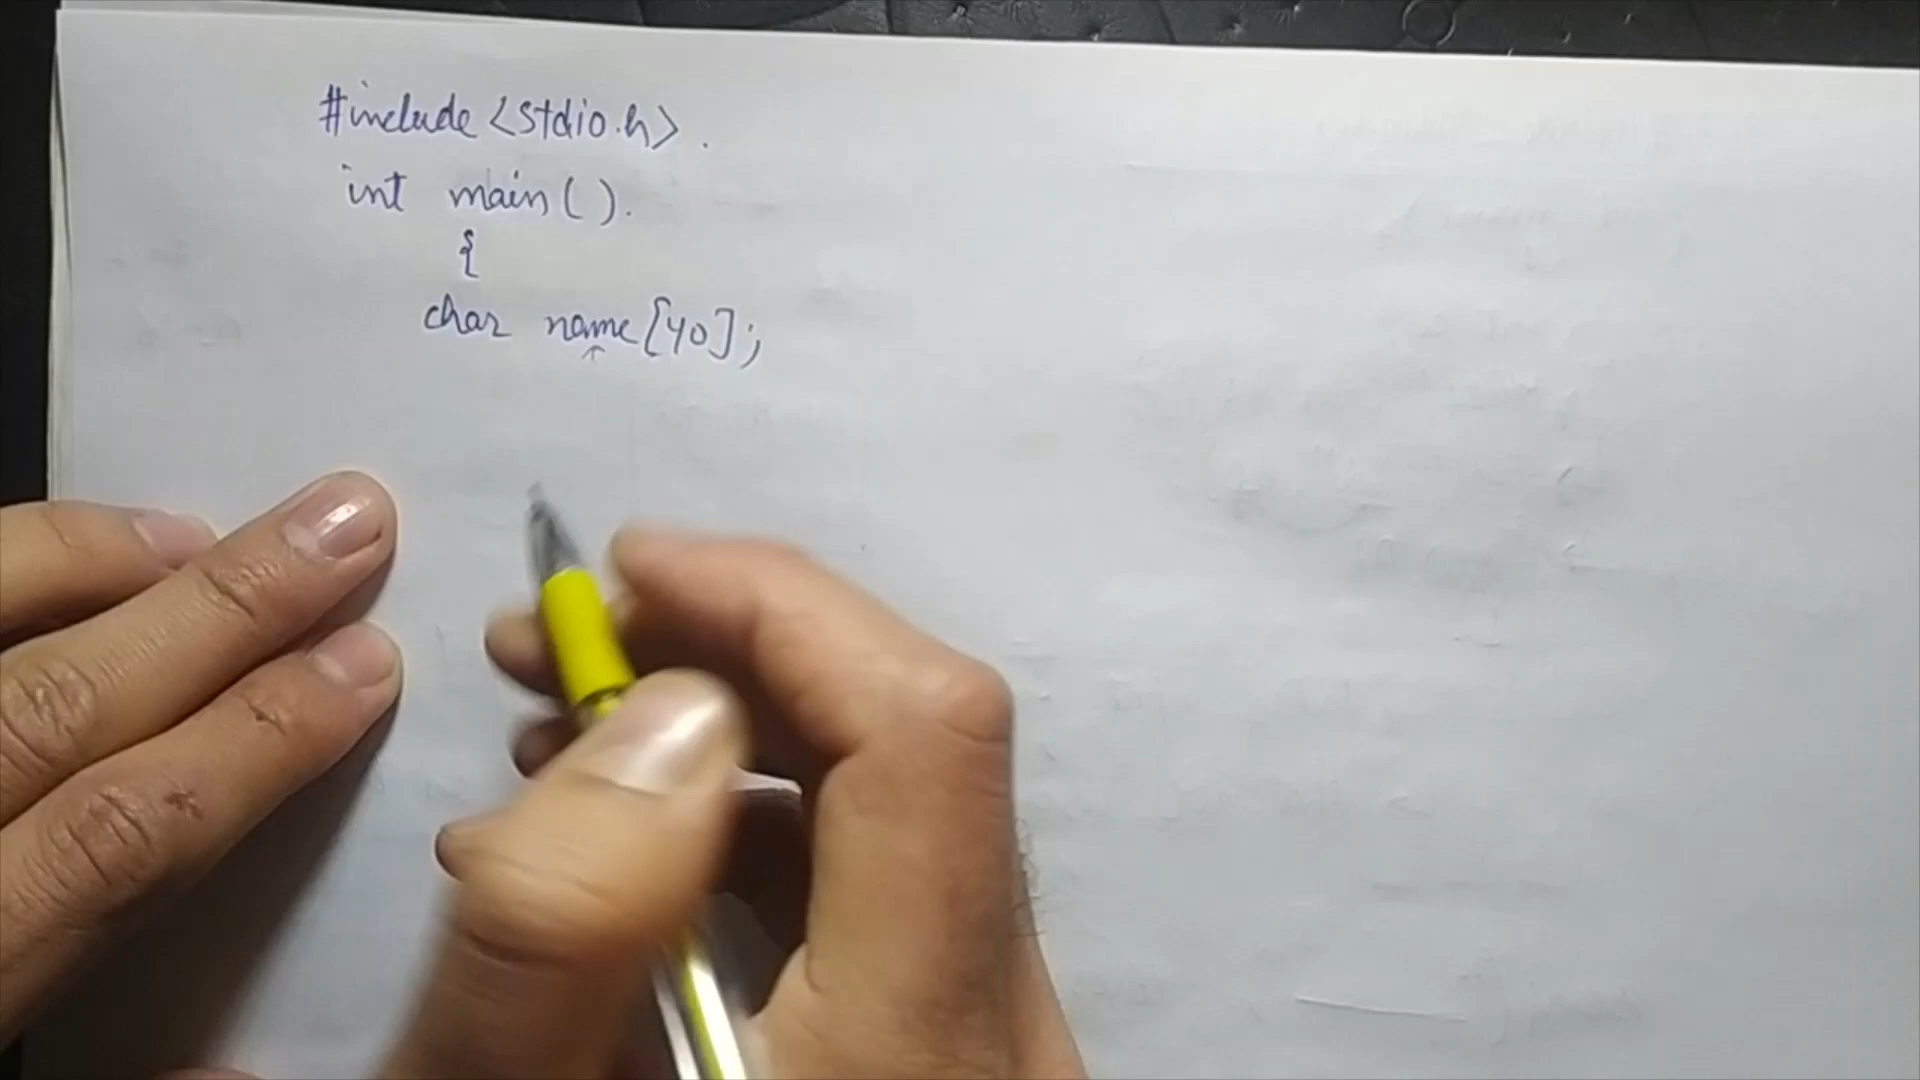 #include <stdio.h>.
int main().
{
char name[40];